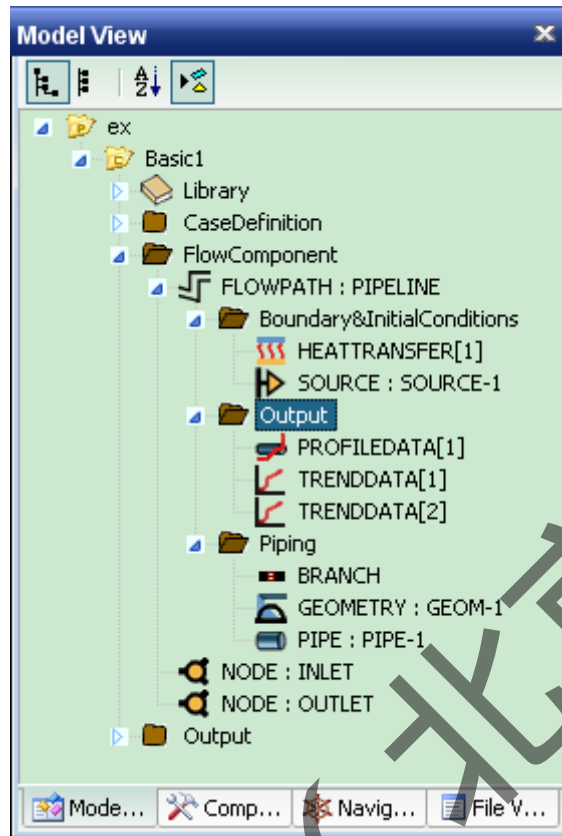 Model View
ex
Basic1
Library
CaseDefinition
FlowComponent
FLOWPATH : PIPELINE
Boundary&InitialConditions
HEATTRANSFER[1]
SOURCE : SOURCE-1
Output
PROFILEDATA[1]
TRENDDATA[1]
TRENDDATA[2]
Piping
BRANCH
GEOMETRY : GEOM-1
PIPE : PIPE-1
NODE : INLET
NODE : OUTLET
Output
Mode... Comp... Navig... File V...